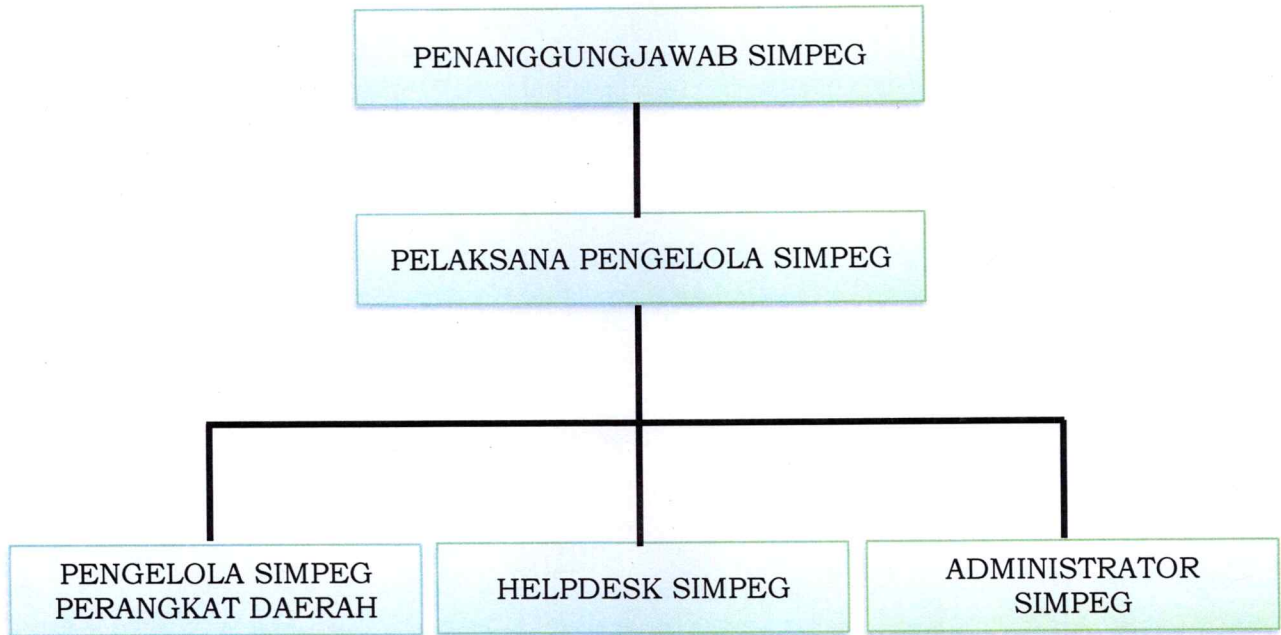 PENANGGUNGJAWAB SIMPEG
PELAKSANA PENGELOLA SIMPEG
PENGELOLA SIMPEG
PERANGKAT DAERAH
HELPDESK SIMPEG
ADMINISTRATOR
SIMPEG